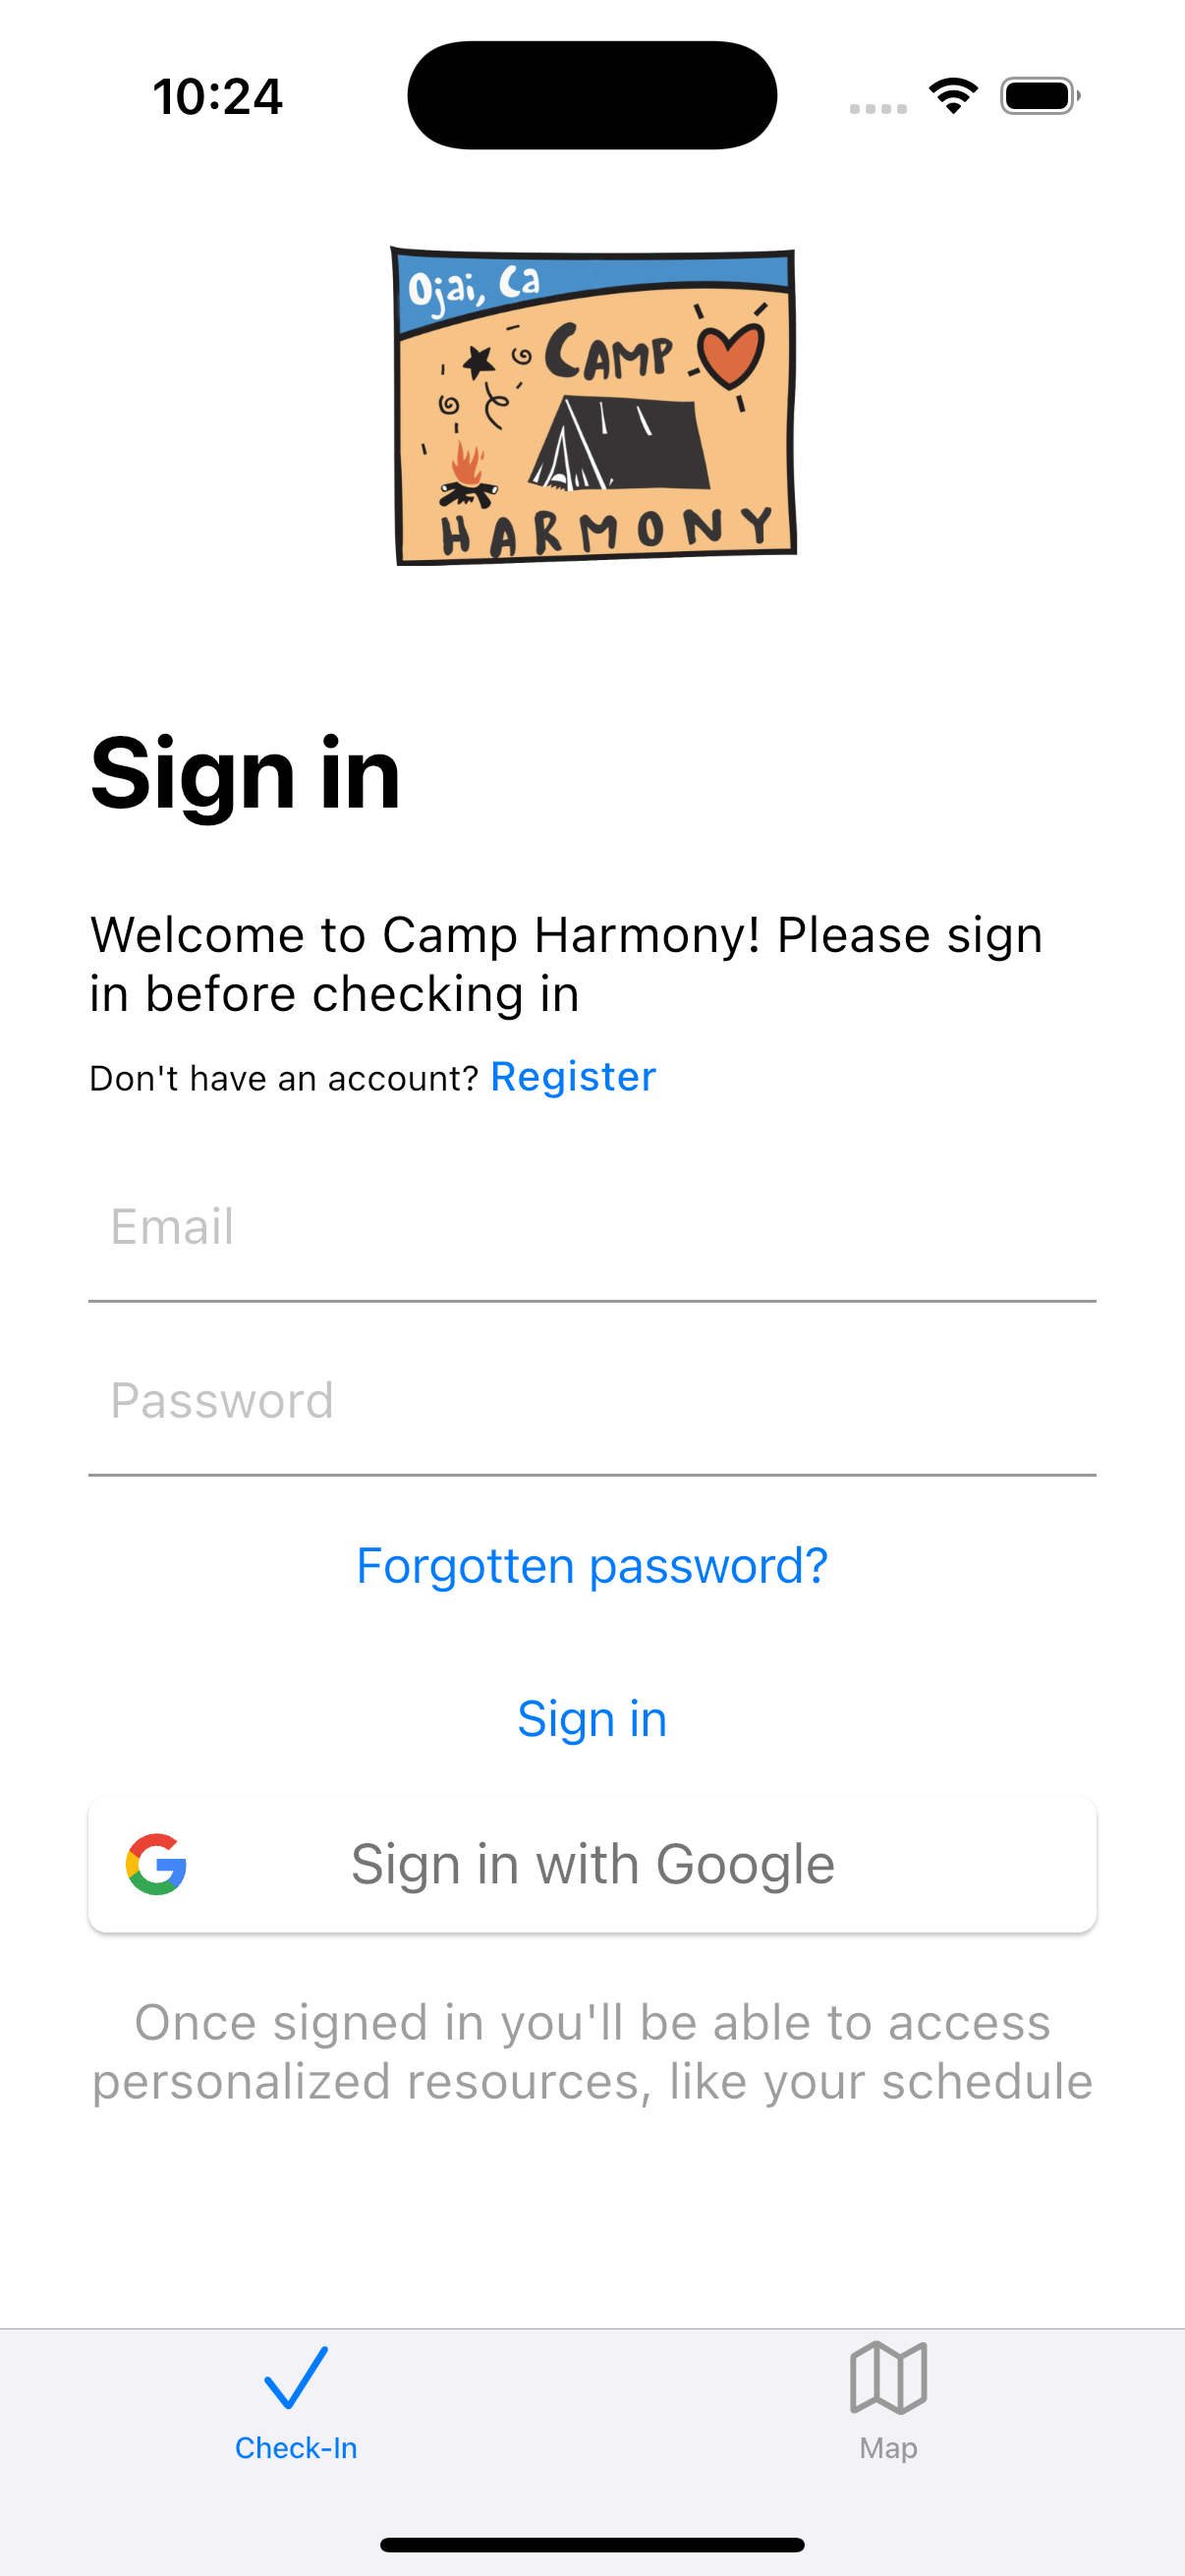 10:24
Ojai, Ca
CAMP
HARMONY
Sign in
Welcome to Camp Harmony! Please sign
in before checking in
Don't have an account? Register
Email
Password
Forgotten password?
Sign in
Sign in with Google
Once signed in you'll be able to access
personalized resources, like your schedule
Check-In
Map